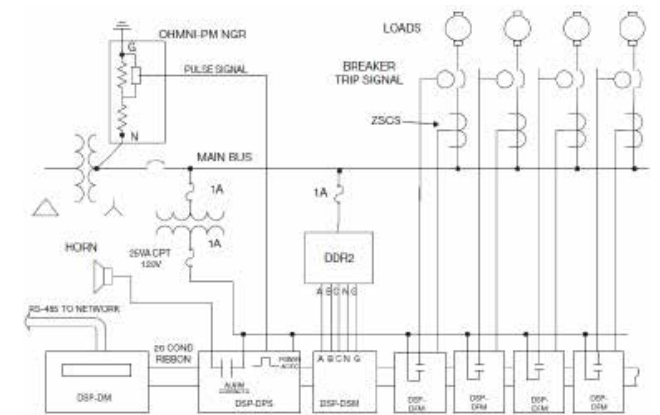 OHMNI-PM NGR
LOADS
G
PULSE SIGNAL
BREAKER
TRIP SIGNAL
ZSCS
N
MAIN BUS
1A
1A
1A
25VA CPT
120V
DDR2
HORN
A B C N G
RS-485 TO NETWORK
20 COND
RIBBON
A B C N G
POWER
ALARM
CONTACTS
DSP-DM
DSP-DPS
DSP-DSM
DSP-
DFM
DSP-
DFM
DSP-
DFM
DSP-
DFM